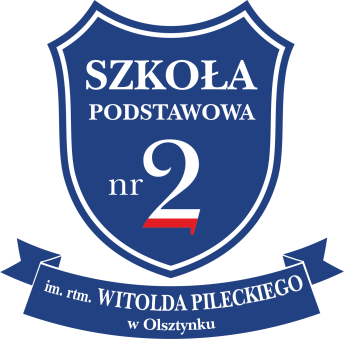 SZKOŁA
PODSTAWOWA
nr 2
im. rtm. WITOLDA PILECKIEGO
w Olsztynku